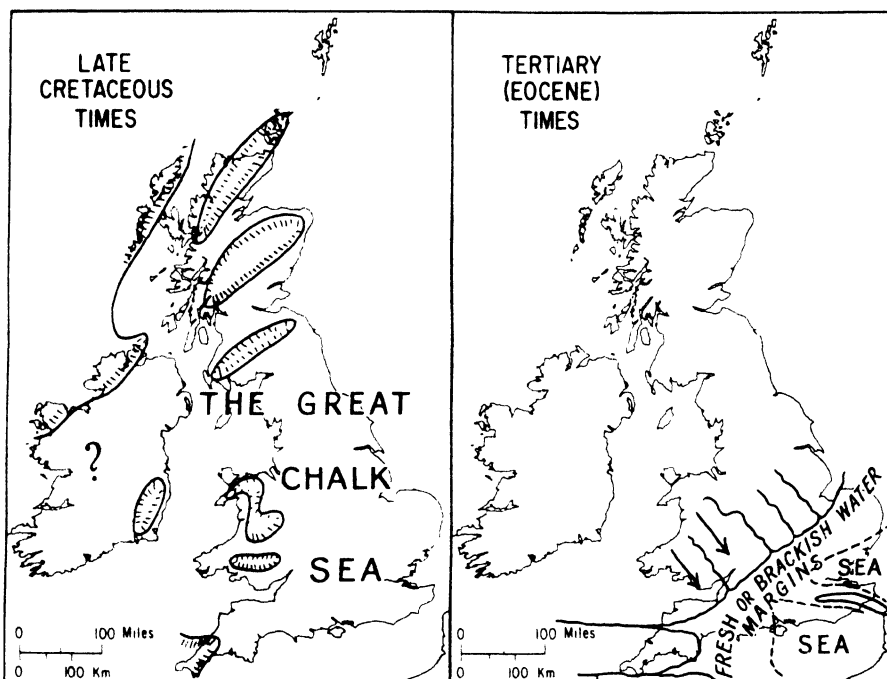 LATE
CRETACEOUS
TIMES
THE GREAT
?
CHALK
SEA
0 100 Miles
0 100 Km
TERTIARY
(EOCENE)
TIMES
FRESH OR BRACKISH WATER
MARGINS
SEA
SEA
0 100 Miles
0 100 Km